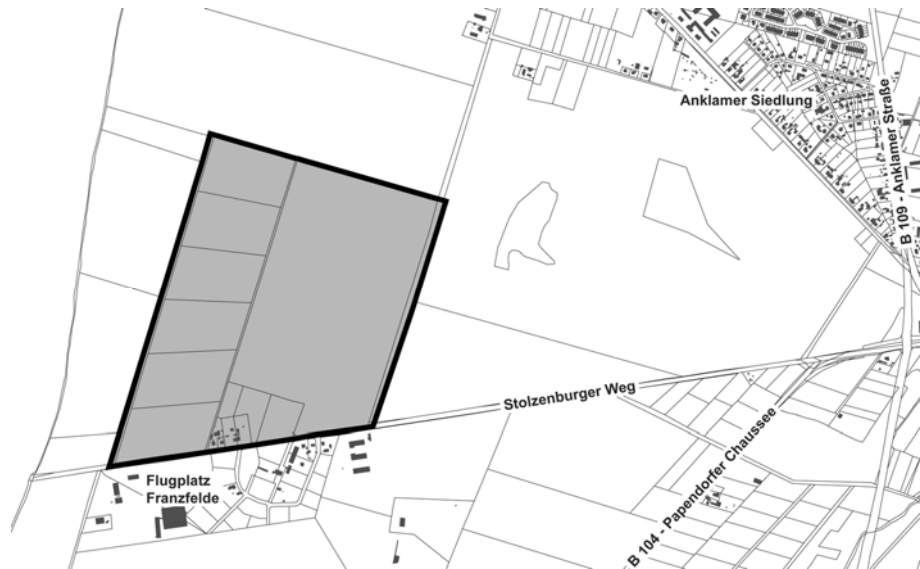 Anklamer Siedlung
B 109 - Anklamer Straße
Stolzenburger Weg
B 104 - Papendorfer Chaussee
Flugplatz
Franzfelde